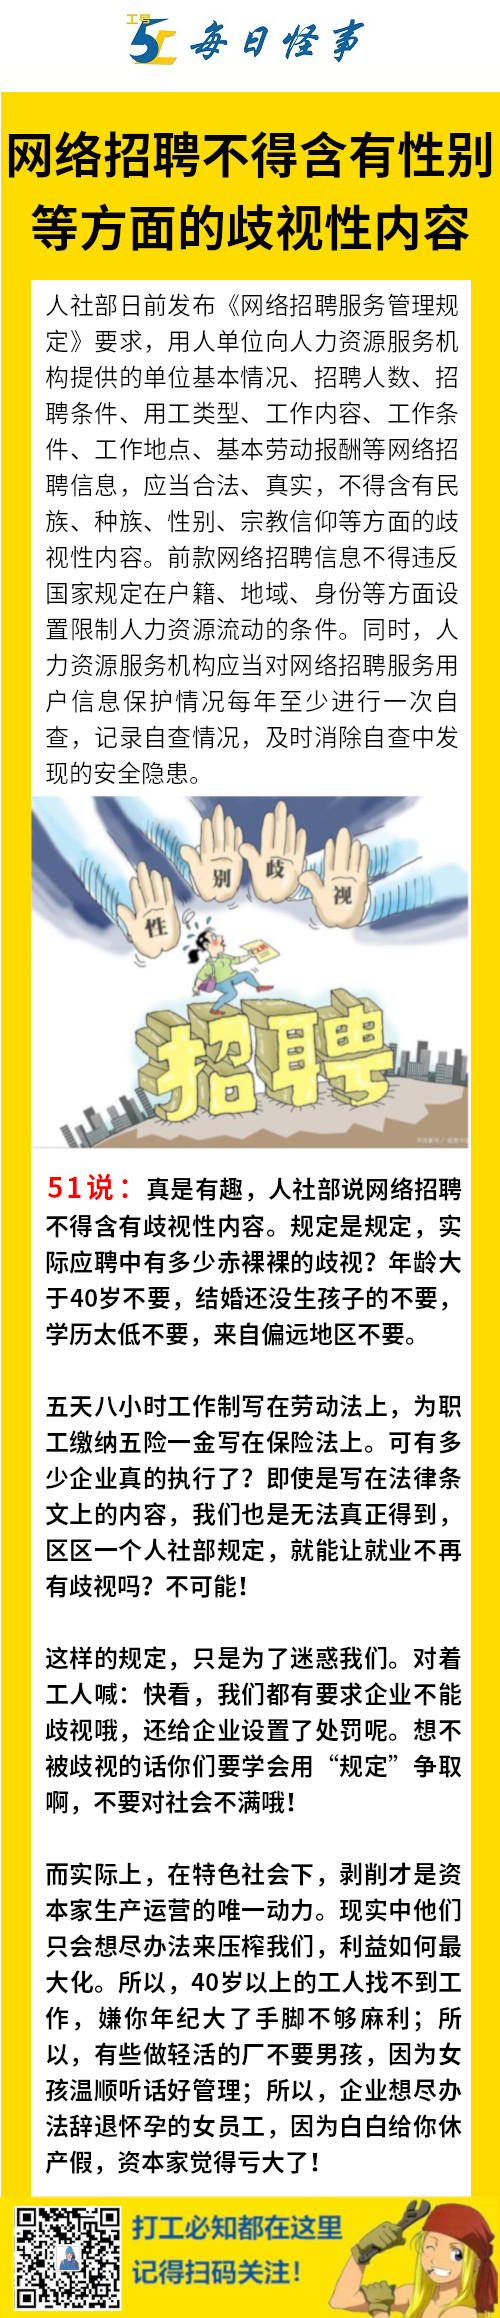 工号
51
每日怪事
网络招聘不得含有性别
等方面的歧视性内容
人社部日前发布《网络招聘服务管理规
定》要求，用人单位向人力资源服务机
构提供的单位基本情况、招聘人数、招
聘条件、用工类型、工作内容、工作条
件、工作地点、基本劳动报酬等网络招
聘信息，应当合法、真实，不得含有民
族、种族、性别、宗教信仰等方面的歧
视性内容。前款网络招聘信息不得违反
国家规定在户籍、地域、身份等方面设
置限制人力资源流动的条件。同时，人
力资源服务机构应当对网络招聘服务用
户信息保护情况每年至少进行一次自
查，记录自查情况，及时消除自查中发
现的安全隐患。
性 别 歧 视
招聘
51说：真是有趣，人社部说网络招聘
不得含有歧视性内容。规定是规定，实
际应聘中有多少赤裸裸的歧视？年龄大
于40岁不要，结婚还没生孩子的不要，
学历太低不要，来自偏远地区不要。
五天八小时工作制写在劳动法上，为职
工缴纳五险一金写在保险法上。可有多
少企业真的执行了？即使是写在法律条
文上的内容，我们也是无法真正得到，
区区一个人社部规定，就能让就业不再
有歧视吗？不可能！
这样的规定，只是为了迷惑我们。对着
工人喊：快看，我们都有要求企业不能
歧视哦，还给企业设置了处罚呢。想不
被歧视的话你们要学会用“规定”争取
啊，不要对社会不满哦！
而实际上，在特色社会下，剥削才是资
本家生产运营的唯一动力。现实中他们
只会想尽办法来压榨我们，利益如何最
大化。所以，40岁以上的工人找不到工
作，嫌你年纪大了手脚不够麻利；所
以，有些做轻活的厂不要男孩，因为女
孩温顺听话好管理；所以，企业想尽办
法辞退怀孕的女员工，因为白白给你休
产假，资本家觉得亏大了！
打工必知都在这里
记得扫码关注！